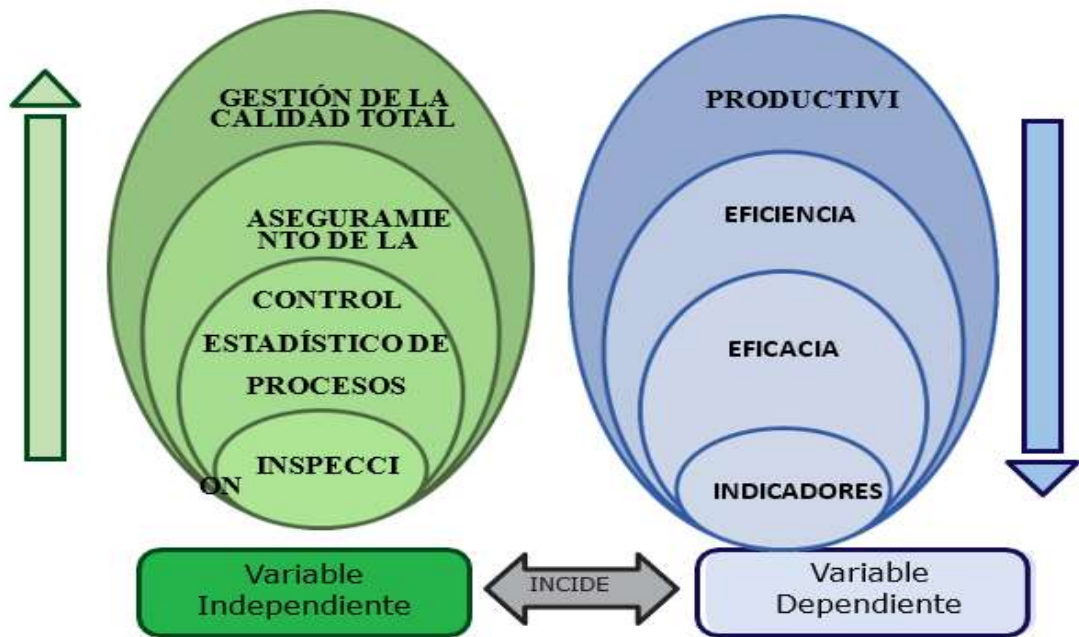 GESTIÓN DE LA
CALIDAD TOTAL
ASEGURAMIE
NTO DE LA
CONTROL
ESTADÍSTICO DE
PROCESOS
INSPECCI
ON
Variable
Independiente
INCIDE
PRODUCTIVI
EFICIENCIA
EFICACIA
INDICADORES
Variable
Dependiente